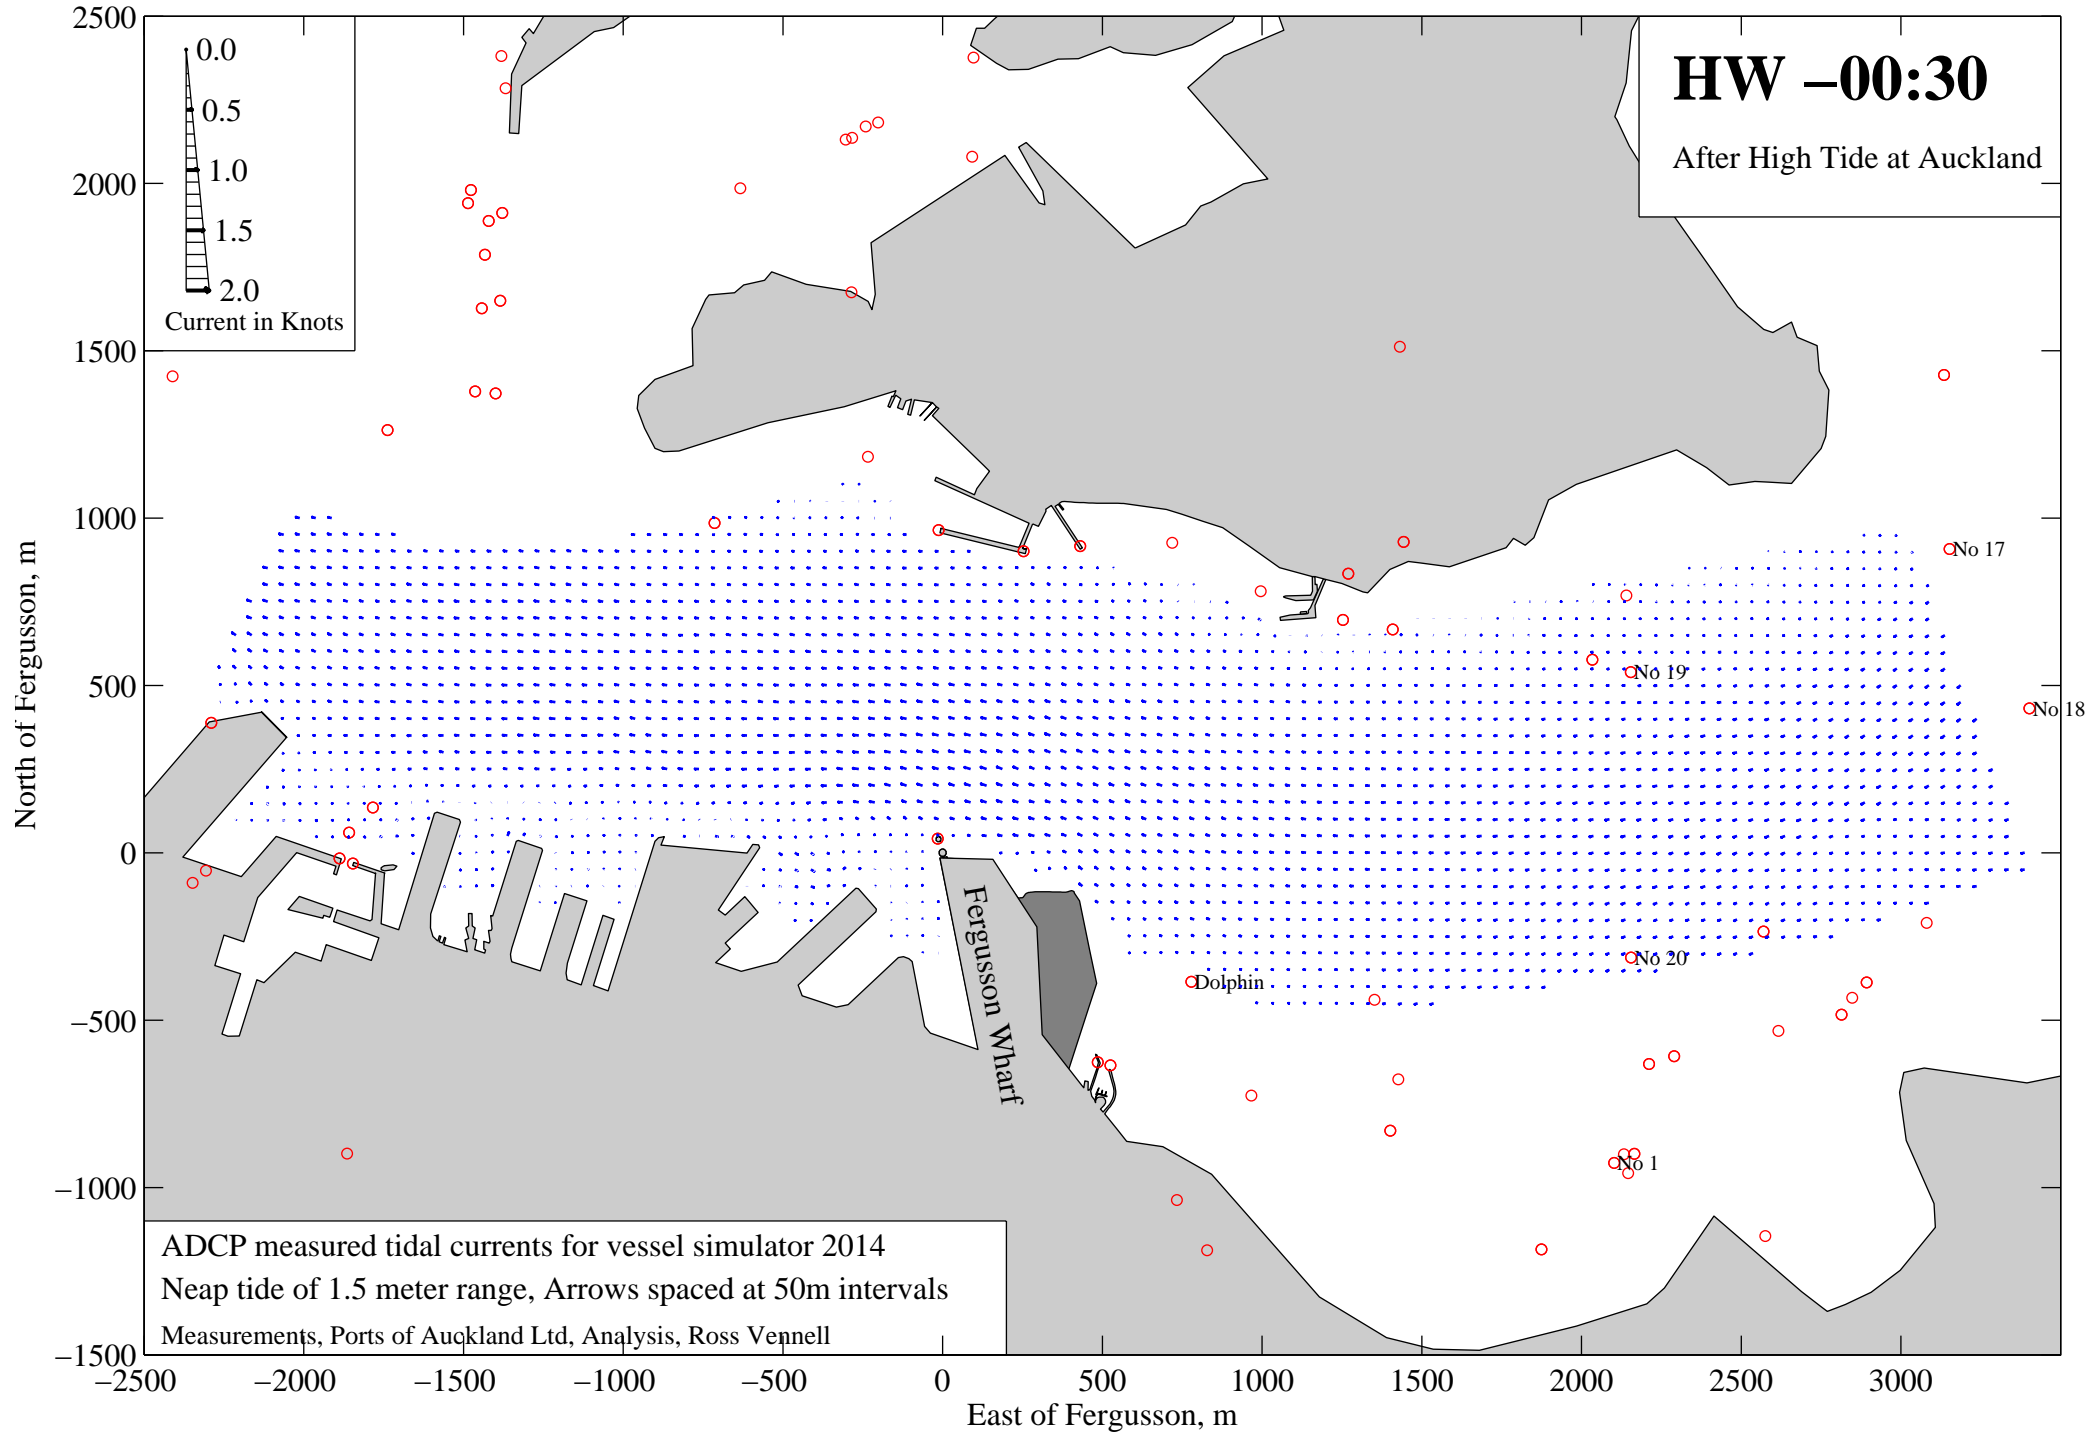 2500
2000
1500
1000
500
0
−500
−1000
−1500
−2500
−2000
−1500
−1000
−500
0
500
1000
1500
2000
2500
3000
North of Fergusson, m
East of Fergusson, m
0.0
0.5
1.0
1.5
2.0
Current in Knots
HW −00:30
After High Tide at Auckland
No 17
No 19
No 18
No 20
Dolphin
No 1
Fergusson Wharf
ADCP measured tidal currents for vessel simulator 2014
Neap tide of 1.5 meter range, Arrows spaced at 50m intervals
Measurements, Ports of Auckland Ltd, Analysis, Ross Vennell